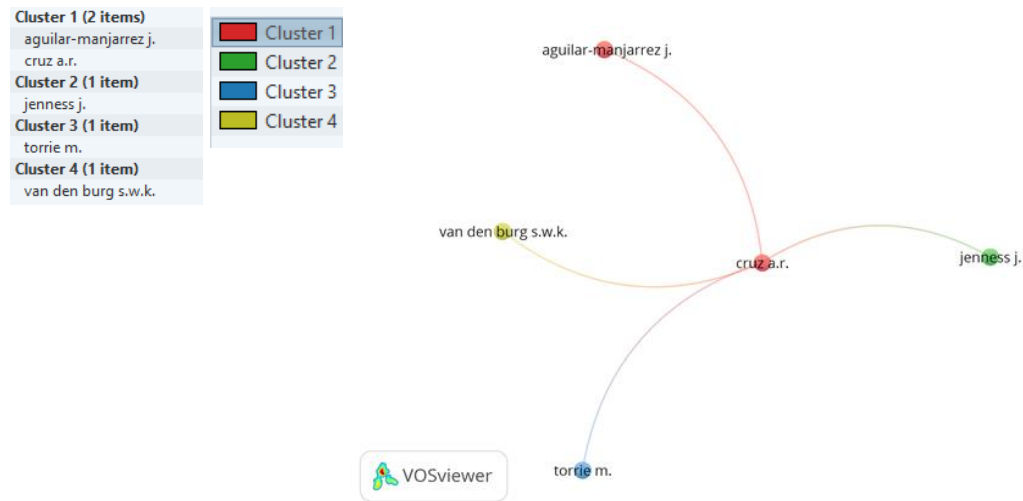 Cluster 1 (2 items)
aguilar-manjarrez j.
cruz a.r.
Cluster 2 (1 item)
jenness j.
Cluster 3 (1 item)
torrie m.
Cluster 4 (1 item)
van den burg s.w.k.
Cluster 1
Cluster 2
Cluster 3
Cluster 4
aguilar-manjarrez j.
van den burg s.w.k.
cruz a.r.
jenness j.
torrie m.
VOSviewer